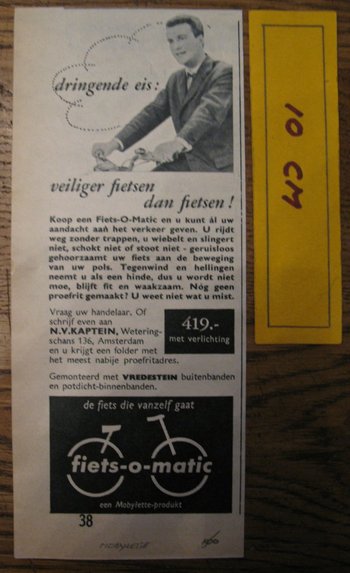 dringende eis:
veiliger fietsen
dan fietsen!
Koop een Fiets-O-Matic en u kunt ál uw
aandacht aan het verkeer geven. U rijdt
weg zonder trappen, u wiebelt en slingert
niet, schokt niet of stoot niet - geruisloos
gehoorzaamt uw fiets aan de beweging
van uw pols. Tegenwind en hellingen
neemt u als een hinde, dus u wordt niet
moe, blijft fit en waakzaam. Nóg geen
proefrit gemaakt? U weet niet wat u mist.
Vraag uw handelaar. Of
schrijf even aan
N.V. KAPTEIN, Wetering-
schans 136, Amsterdam
en u krijgt een folder met
het meest nabije proefritadres.
419.-
met verlichting
Gemonteerd met VREDESTEIN buitenbanden
en potdicht-binnenbanden.
de fiets die vanzelf gaat
fiets-o-matic
een Mobylette-produkt
38
MOBYLETTE
10 CM